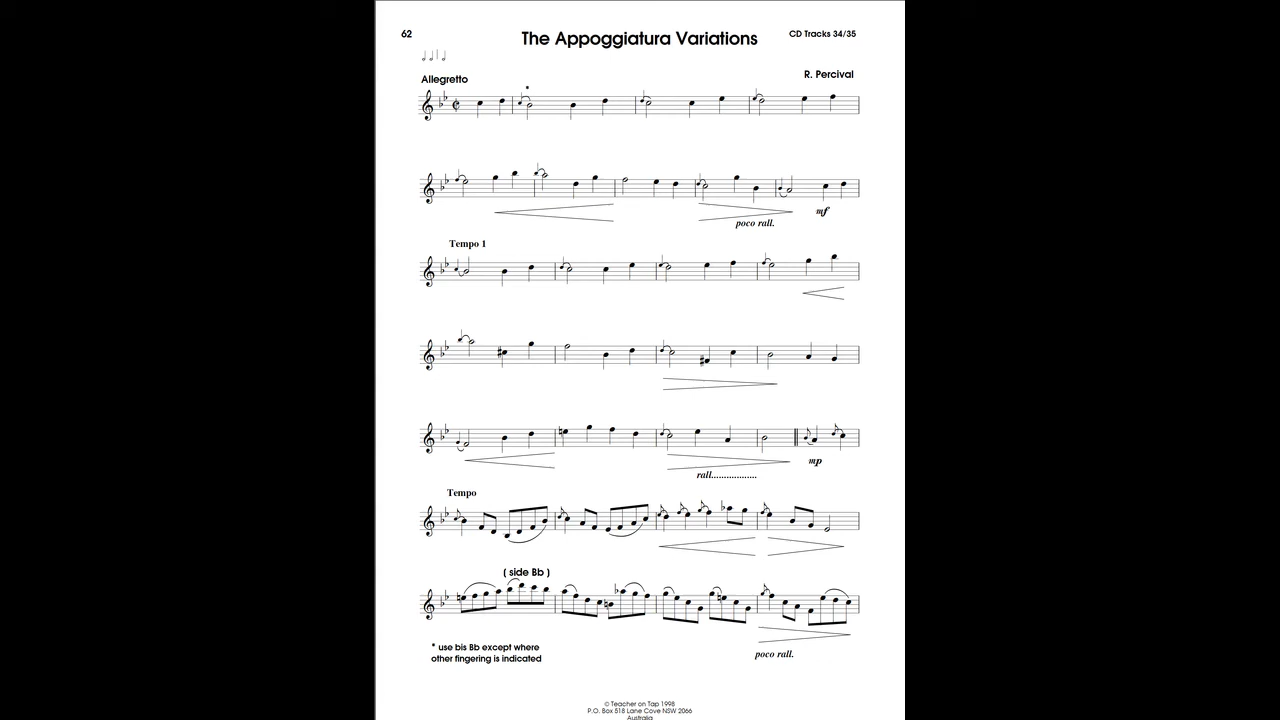 62
The Appoggiatura Variations
CD Tracks 34/35
Allegretto
R. Percival
*
poco rall.
mf
Tempo 1
mp
rall..................
Tempo
( side Bb )
* use bis Bb except where
other fingering is indicated
poco rall.
© Teacher on Tap 1998
P.O. Box 518 Lane Cove NSW 2066
Australia